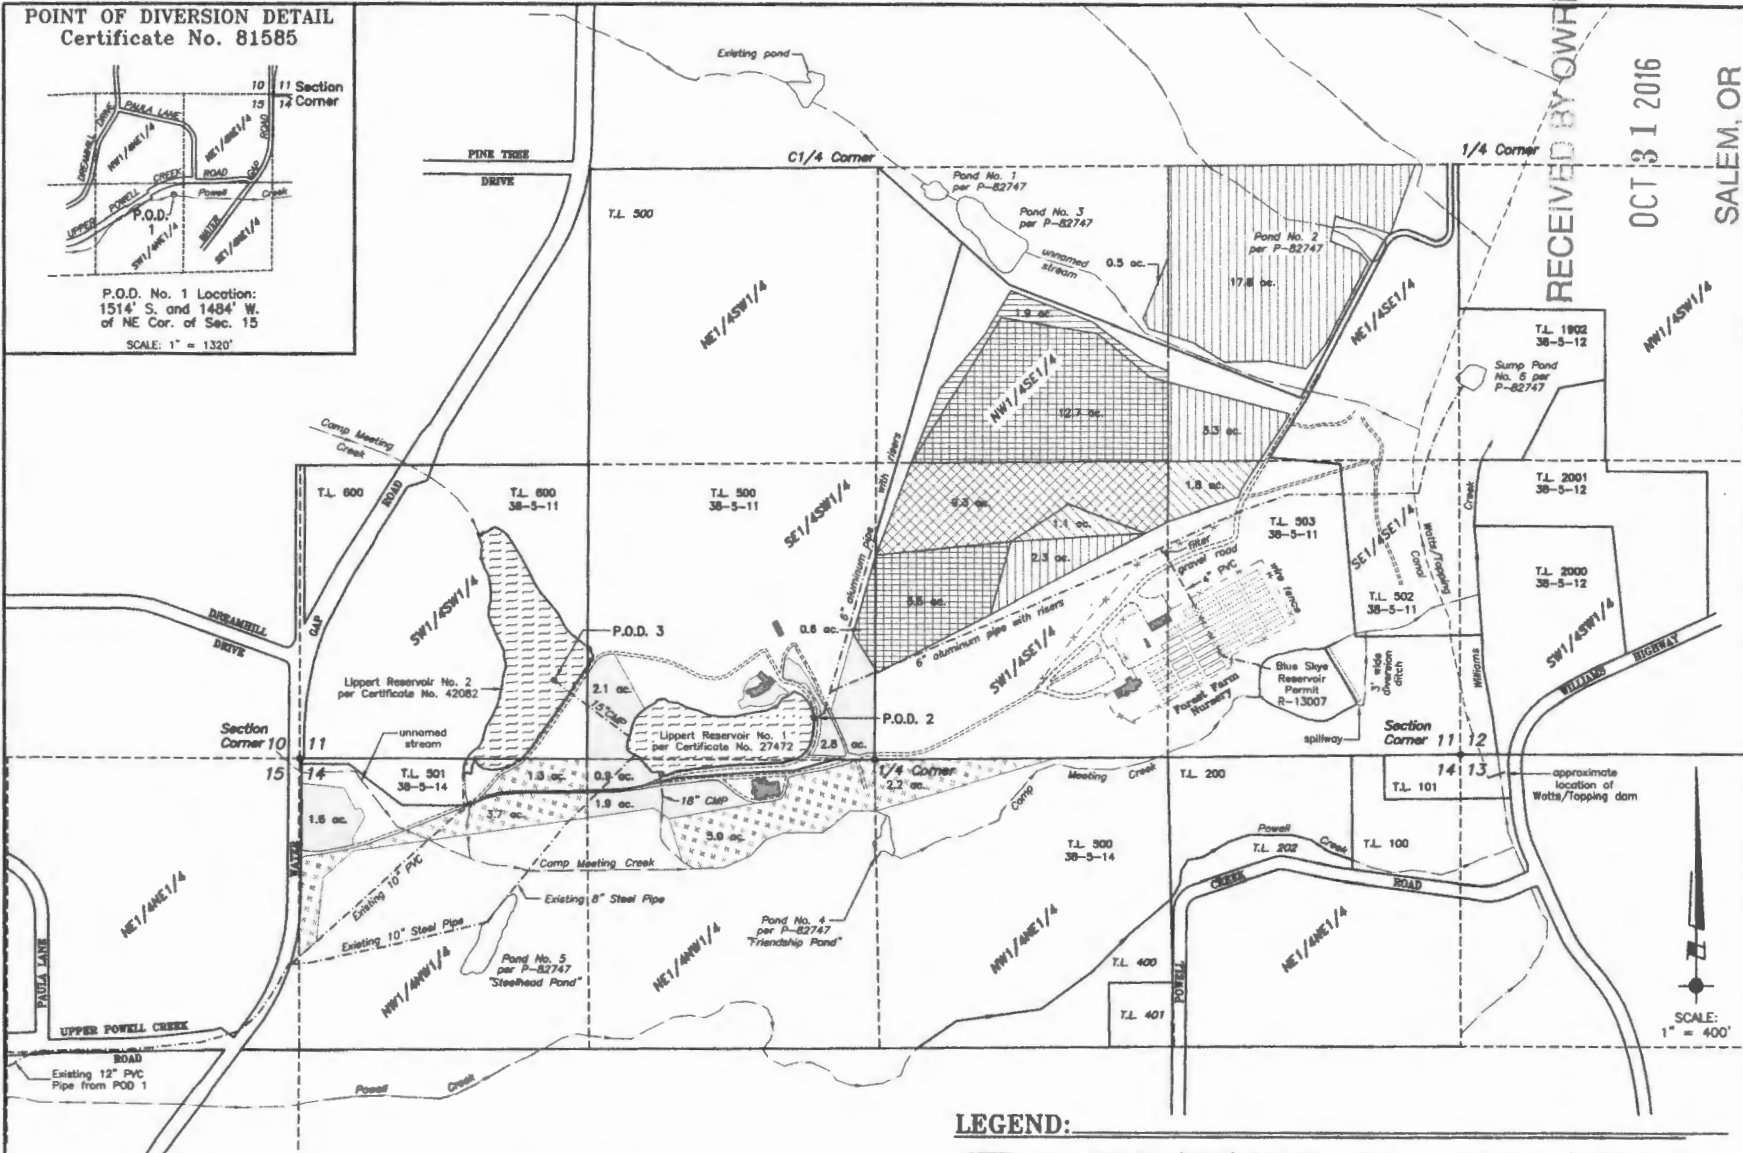 POINT OF DIVERSION DETAIL
Certificate No. 81585
10 11 Section
15 14 Corner
DREAMHILL DRIVE
PAULA LANE
NW1/4NE1/4
NE1/4NE1/4
GAP ROAD
UPPER POWELL CREEK ROAD
Powell Creek
P.O.D.
1
WATER
SW1/4NE1/4
SE1/4NE1/4
P.O.D. No. 1 Location:
1514' S. and 1484' W.
of NE Cor. of Sec. 15
SCALE: 1" = 1320'
RECEIVED BY OWRD
OCT 31 2016
SALEM, OR
Existing pond
PINE TREE
DRIVE
C1/4 Corner
1/4 Corner
T.L. 500
Pond No. 1
per P-82747
Pond No. 3
per P-82747
unnamed
stream
0.5 ac.
Pond No. 2
per P-82747
17.8 ac.
NE1/4SW1/4
NW1/4SE1/4
NE1/4SE1/4
NW1/4SW1/4
1.9 ac.
12.7 ac.
3.3 ac.
T.L. 1902
38-5-12
Sump Pond
No. 6 per
P-82747
Camp Meeting
Creek
T.L. 600
ROAD
T.L. 600
38-5-11
T.L. 500
38-5-11
SE1/4SW1/4
with risers
6" aluminum pipe
9.3 ac.
1.8 ac.
1.1 ac.
2.3 ac.
5.5 ac.
0.6 ac.
T.L. 503
38-5-11
filter
gravel road
4" PVC
wire fence
SE1/4SE1/4
Watts/Topping
Canal
Creek
T.L. 2001
38-5-12
T.L. 2000
38-5-12
T.L. 502
38-5-11
SW1/4SW1/4
WILLIAMS HIGHWAY
DREAMHILL
DRIVE
GAP
SW1/4SW1/4
P.O.D. 3
Lippert Reservoir No. 2
per Certificate No. 42082
2.1 ac.
15" CMP
Lippert Reservoir No. 1
per Certificate No. 27472
P.O.D. 2
2.8 ac.
6" aluminum pipe with risers
SW1/4SE1/4
Forest Farm
Nursery
Blue Skye
Reservoir
Permit
R-13007
3' wide
diversion
ditch
spillway
Williams
Section
Corner 10 11
15 14
unnamed
stream
T.L. 501
38-5-14
1.3 ac.
0.9 ac.
1.9 ac.
18" CMP
1/4 Corner
2.2 ac.
Camp Meeting Creek
T.L. 200
Section
Corner 11 12
14 13
T.L. 101
approximate
location of
Watts/Topping dam
1.6 ac.
3.7 ac.
5.0 ac.
WATER
Camp Meeting Creek
Existing 10" PVC
Existing 8" Steel Pipe
Existing 10" Steel Pipe
T.L. 500
38-5-14
Powell Creek
T.L. 202
T.L. 100
CREEK ROAD
NE1/4NE1/4
PAULA LANE
NW1/4NW1/4
Pond No. 5
per P-82747
"Steelhead Pond"
NE1/4NW1/4
Pond No. 4
per P-82747
"Friendship Pond"
NW1/4NE1/4
T.L. 400
T.L. 401
POWELL
NE1/4NE1/4
SCALE:
1" = 400'
UPPER POWELL CREEK
ROAD
Existing 12" PVC
Pipe from POD 1
Powell Creek
LEGEND: